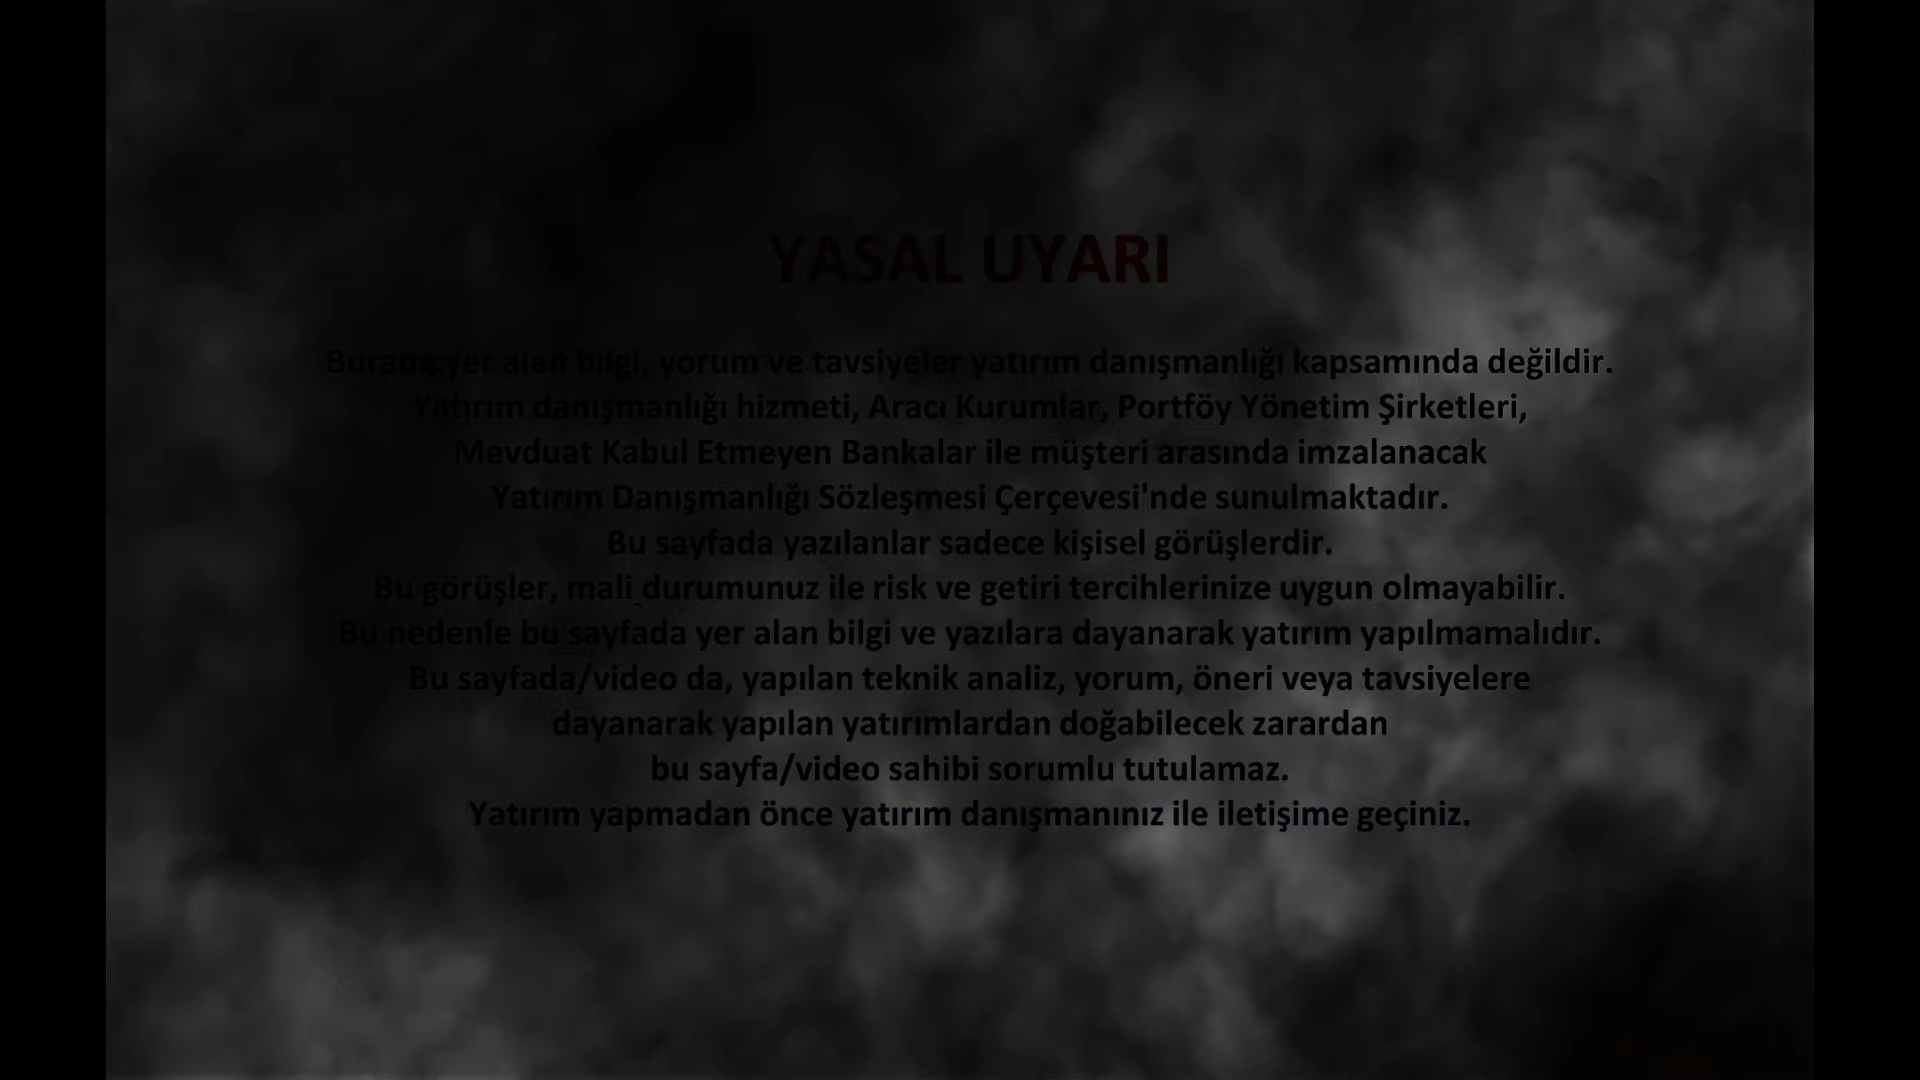 YASAL UYARI
Burada yer alan bilgi, yorum ve tavsiyeler yatırım danışmanlığı kapsamında değildir.
Yatırım danışmanlığı hizmeti, Aracı Kurumlar, Portföy Yönetim Şirketleri,
Mevduat Kabul Etmeyen Bankalar ile müşteri arasında imzalanacak
Yatırım Danışmanlığı Sözleşmesi Çerçevesi'nde sunulmaktadır.
Bu sayfada yazılanlar sadece kişisel görüşlerdir.
Bu görüşler, mali durumunuz ile risk ve getiri tercihlerinize uygun olmayabilir.
Bu nedenle bu sayfada yer alan bilgi ve yazılara dayanarak yatırım yapılmamalıdır.
Bu sayfada/video da, yapılan teknik analiz, yorum, öneri veya tavsiyelere
dayanarak yapılan yatırımlardan doğabilecek zarardan
bu sayfa/video sahibi sorumlu tutulamaz.
Yatırım yapmadan önce yatırım danışmanınız ile iletişime geçiniz.